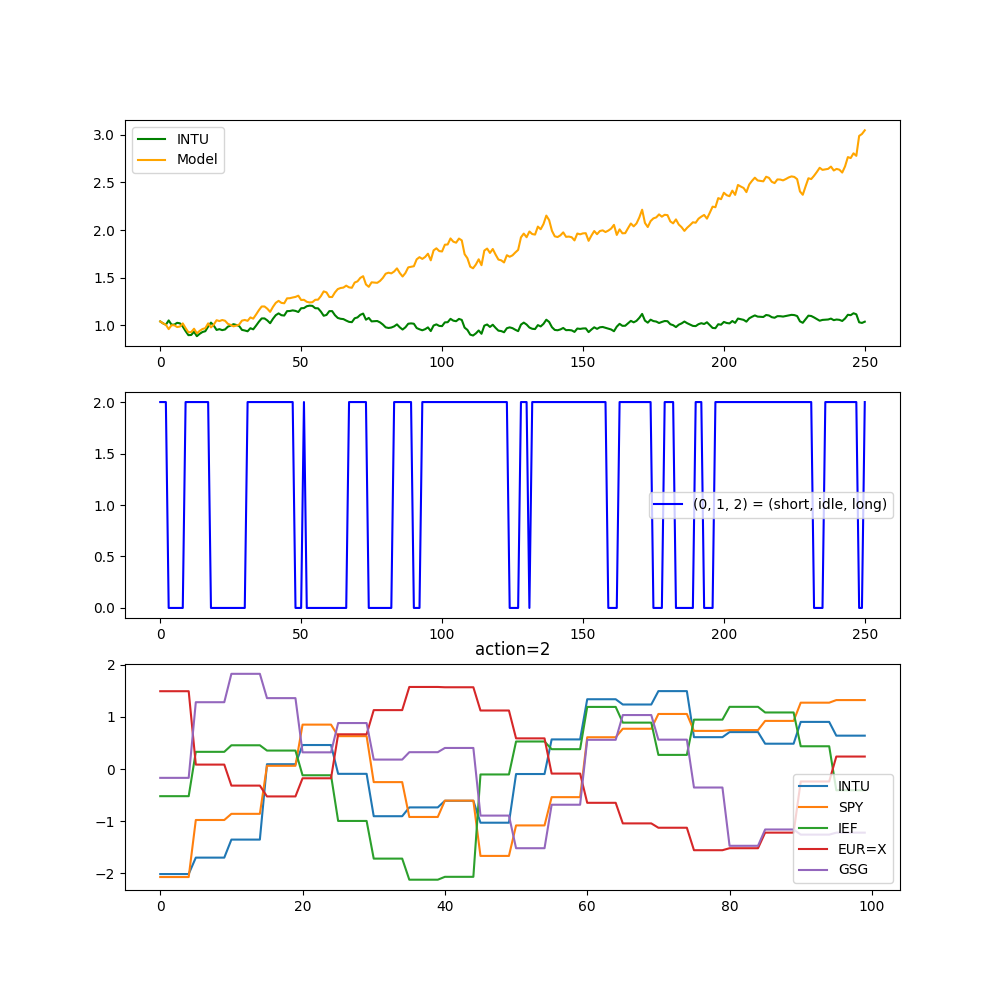 3.0
2.5
2.0
1.5
1.0
INTU
Model
0 50 100 150 200 250
2.0
1.5
1.0
0.5
0.0
(0, 1, 2) = (short, idle, long)
0 50 100 150 200 250
action=2
2
1
0
−1
−2
INTU
SPY
IEF
EUR=X
GSG
0 20 40 60 80 100